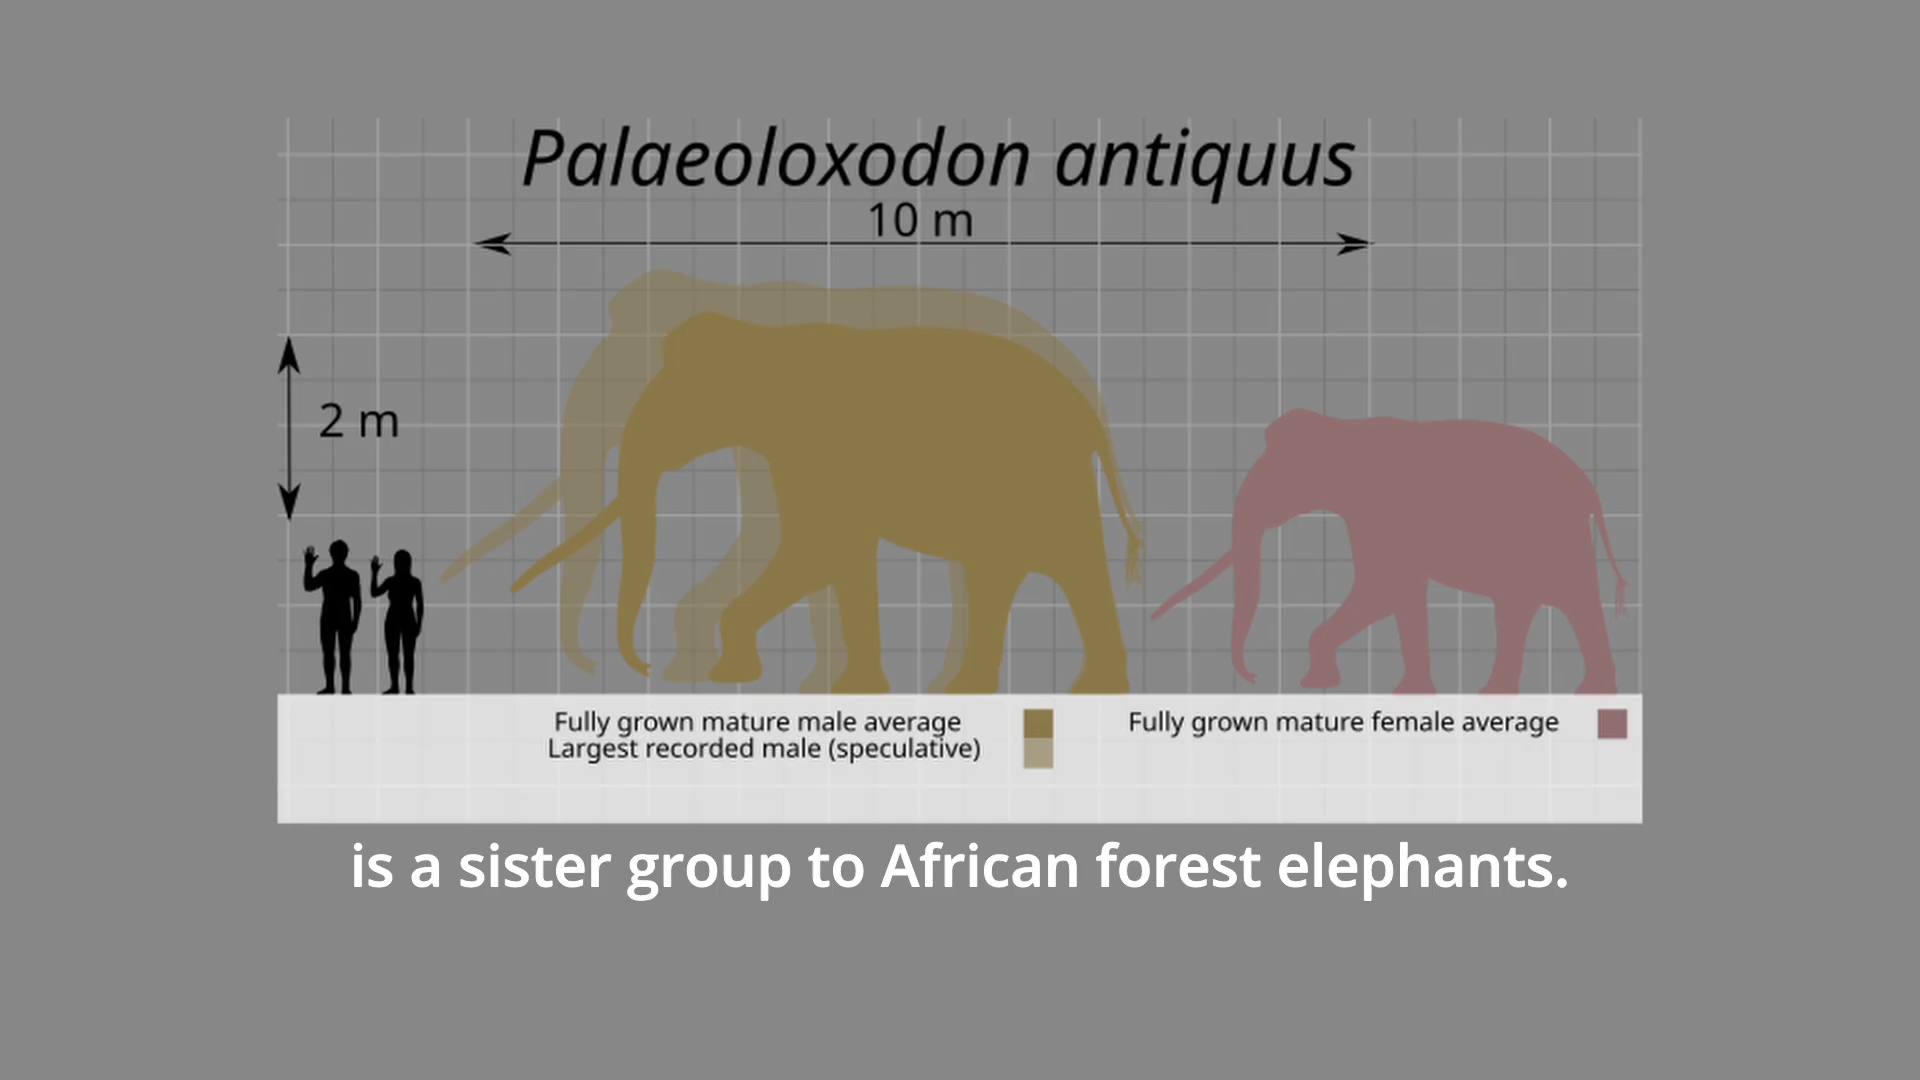 Palaeoloxodon antiquus
10 m
2 m
Fully grown mature male average
Largest recorded male (speculative)
Fully grown mature female average
is a sister group to African forest elephants.